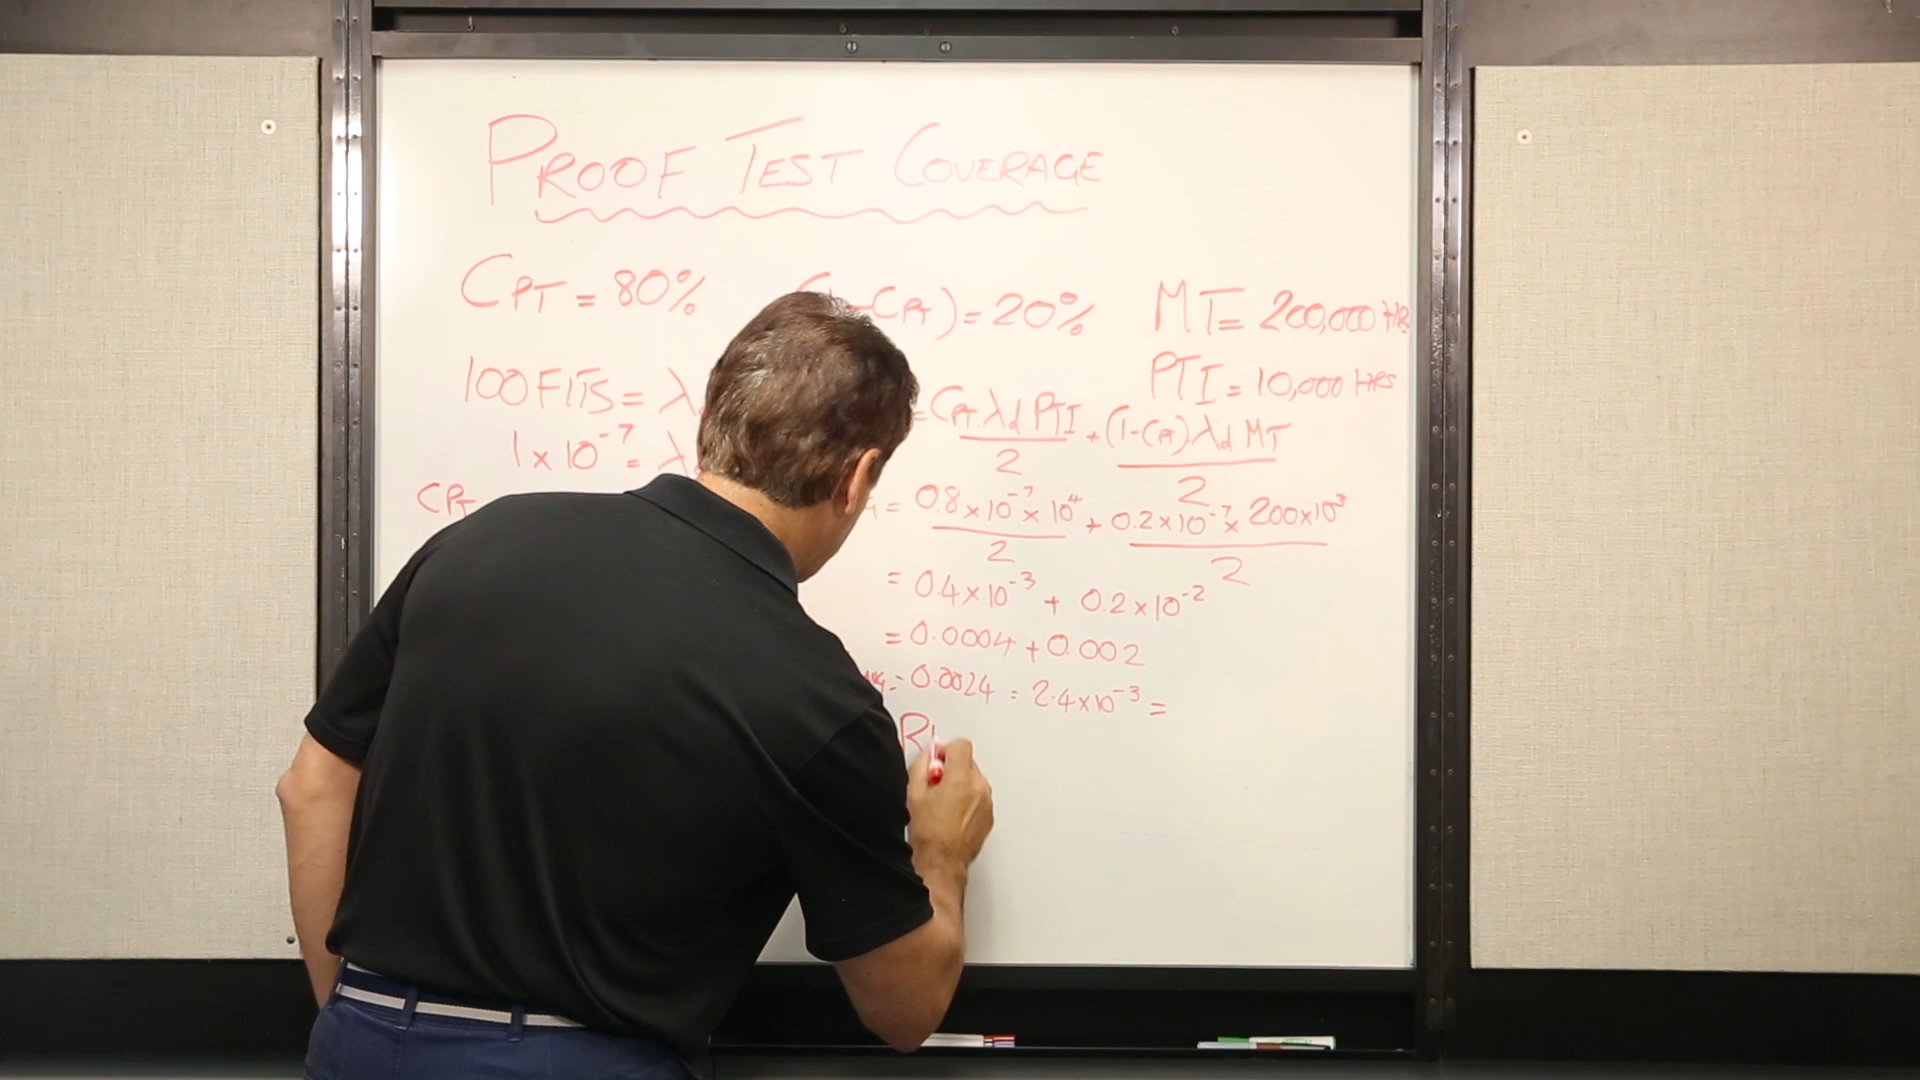 PROOF TEST COVERAGE
CPT = 80% -CPT) = 20% MT = 200,000 HRS
100 FITS = λ PTI = 10,000 HRS
= CPT.λd PTI / 2 + (1-CPT).λd MT / 2
1 x 10⁻⁷ = λ
CPT = 0.8 x 10⁻⁷ x 10⁴ / 2 + 0.2 x 10⁻⁷ x 200 x 10³ / 2
= 0.4 x 10⁻³ + 0.2 x 10⁻²
= 0.0004 + 0.002
= 0.0024 = 2.4 x 10⁻³ =
R